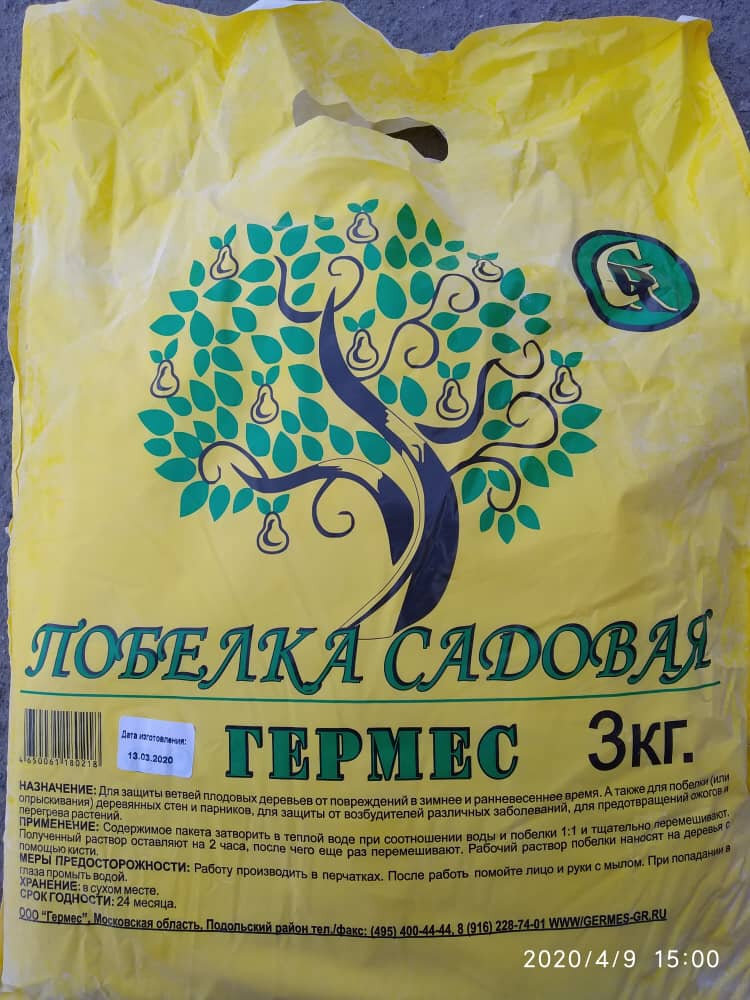 GR
ПОБЕЛКА САДОВАЯ
ГЕРМЕС
3кг.
4650061180218
Дата изготовления:
13.03.2020
НАЗНАЧЕНИЕ: Для защиты ветвей плодовых деревьев от повреждений в зимнее и ранневесеннее время. А также для побелки (или
опрыскивания) деревянных стен и парников, для защиты от возбудителей различных заболеваний, для предотвращений ожогов и
перегрева растений.
ПРИМЕНЕНИЕ: Содержимое пакета затворить в теплой воде при соотношении воды и побелки 1:1 и тщательно перемешивают.
Полученный раствор оставляют на 2 часа, после чего еще раз перемешивают. Рабочий раствор побелки наносят на деревья с
помощью кисти.
МЕРЫ ПРЕДОСТОРОЖНОСТИ: Работу производить в перчатках. После работы помойте лицо и руки с мылом. При попадании в
глаза промыть водой.
ХРАНЕНИЕ: в сухом месте.
СРОК ГОДНОСТИ: 24 месяца.
ООО "Гермес", Московская область, Подольский район тел./факс: (495) 400-44-44, 8 (916) 228-74-01 WWW/GERMES-GR.RU
2020/4/9 15:00